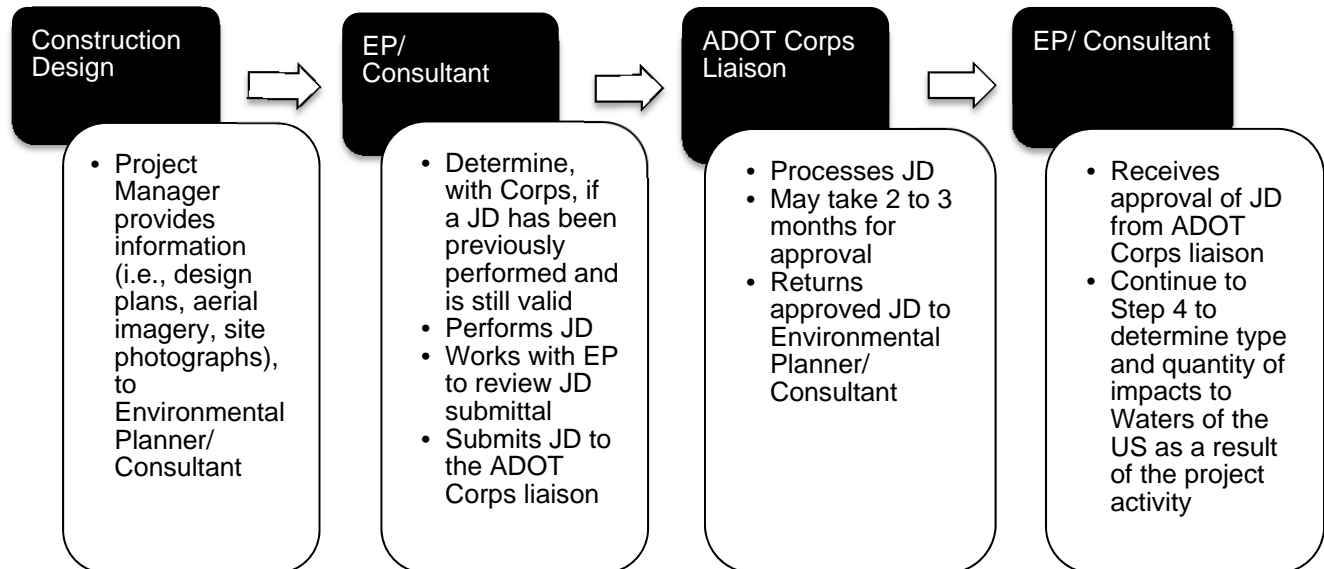 Construction
Design
• Project
Manager
provides
information
(i.e., design
plans, aerial
imagery, site
photographs),
to
Environmental
Planner/
Consultant
EP/
Consultant
• Determine,
with Corps, if
a JD has been
previously
performed and
is still valid
• Performs JD
• Works with EP
to review JD
submittal
• Submits JD to
the ADOT
Corps liaison
ADOT Corps
Liaison
• Processes JD
• May take 2 to 3
months for
approval
• Returns
approved JD to
Environmental
Planner/
Consultant
EP/ Consultant
• Receives
approval of JD
from ADOT
Corps liaison
• Continue to
Step 4 to
determine type
and quantity of
impacts to
Waters of the
US as a result
of the project
activity